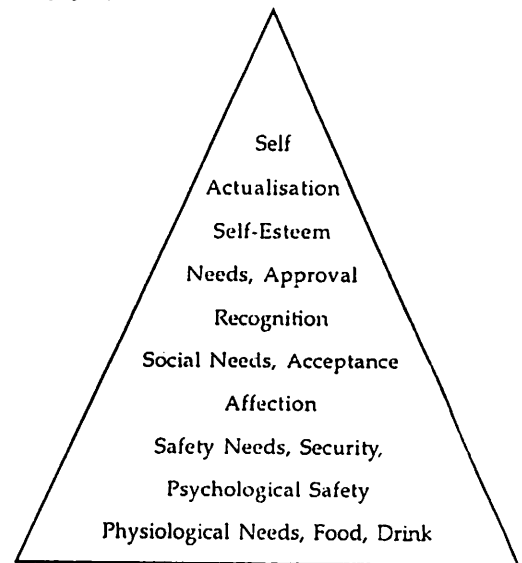 Self
Actualisation
Self-Esteem
Needs, Approval
Recognition
Social Needs, Acceptance
Affection
Safety Needs, Security,
Psychological Safety
Physiological Needs, Food, Drink